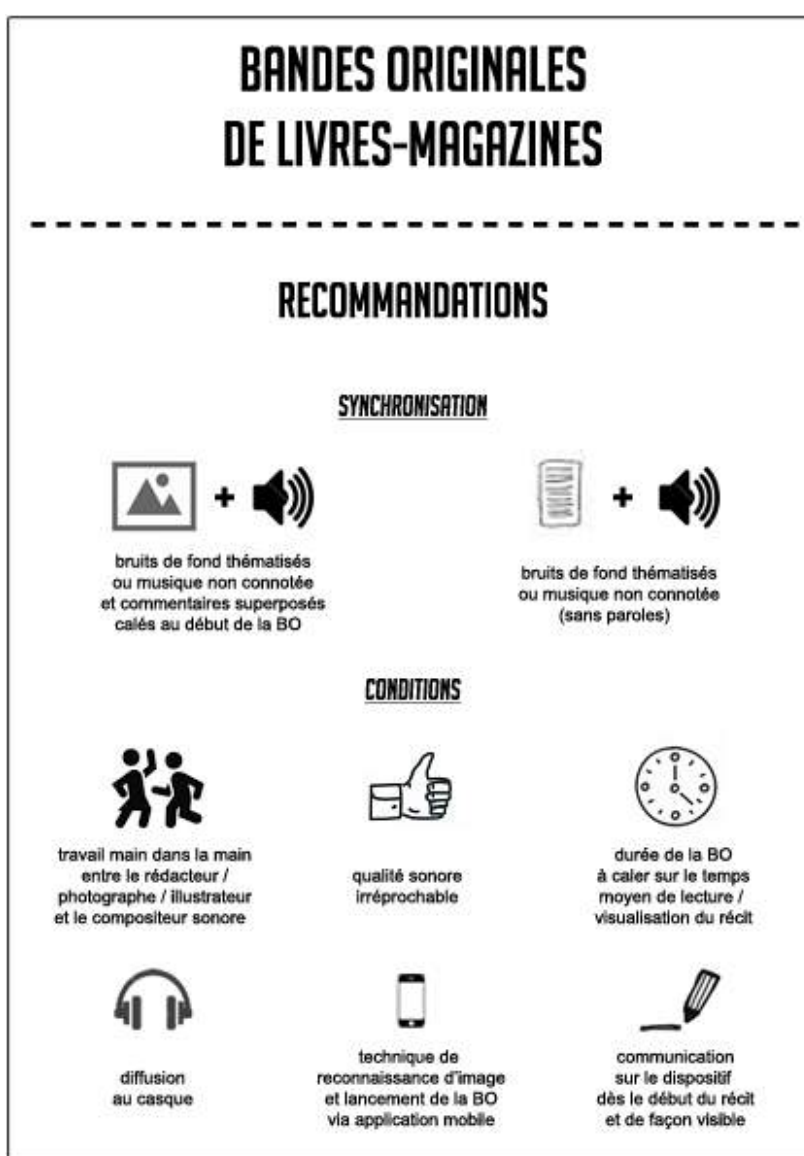 BANDES ORIGINALES
DE LIVRES-MAGAZINES
RECOMMANDATIONS
SYNCHRONISATION
bruits de fond thématisés
ou musique non connotée
et commentaires superposés
calés au début de la BO
bruits de fond thématisés
ou musique non connotée
(sans paroles)
CONDITIONS
travail main dans la main
entre le rédacteur /
photographe / illustrateur
et le compositeur sonore
qualité sonore
irréprochable
durée de la BO
à caler sur le temps
moyen de lecture /
visualisation du récit
diffusion
au casque
technique de
reconnaissance d'image
et lancement de la BO
via application mobile
communication
sur le dispositif
dès le début du récit
et de façon visible